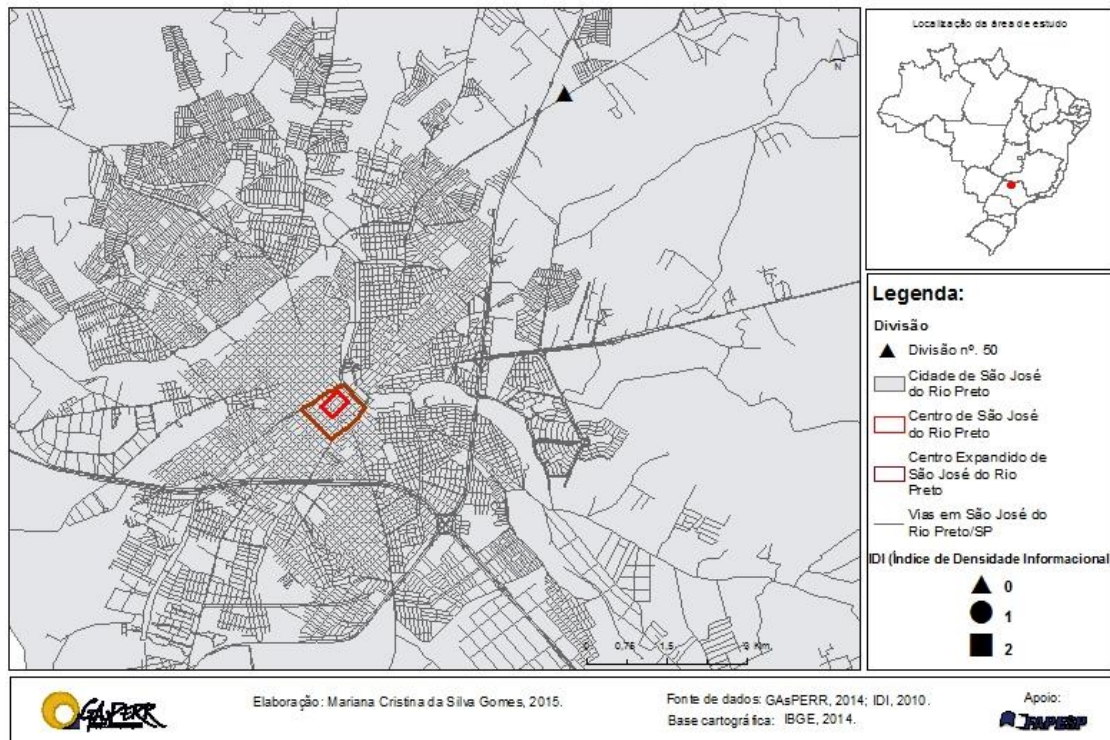 Localização da área de estudo
N
Legenda:
Divisão
Divisão nº. 50
Cidade de São José
do Rio Preto
Centro de São José
do Rio Preto
Centro Expandido de
São José do Rio
Preto
Vias em São José do
Rio Preto/SP
IDI (Índice de Densidade Informacional
0
1
2
0 0,75 1,5 3 Km
GAsPERR
Elaboração: Mariana Cristina da Silva Gomes, 2015.
Fonte de dados: GAsPERR, 2014; IDI, 2010.
Base cartográfica: IBGE, 2014.
Apoio:
FAPESP